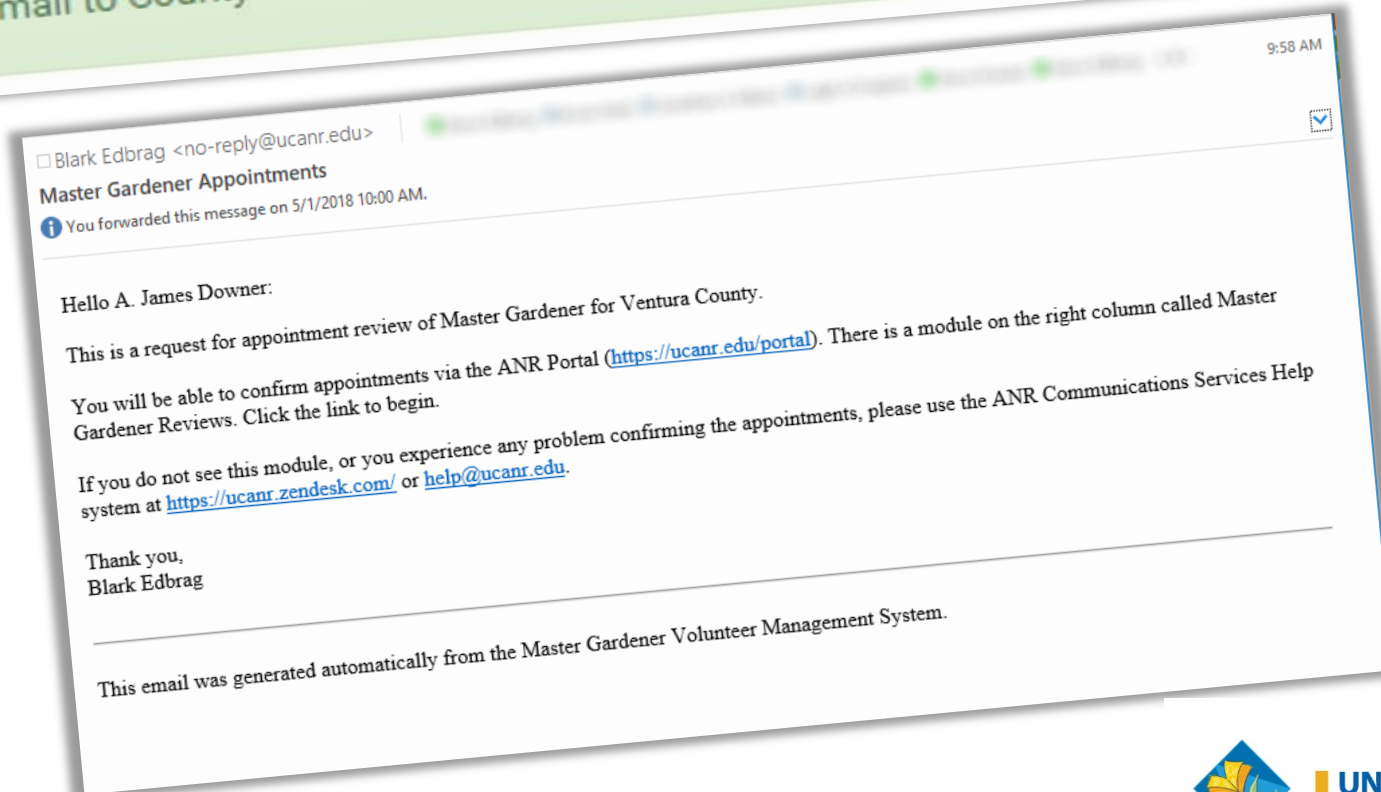 to County
9:58 AM
Blark Edbrag <no-reply@ucanr.edu>
Master Gardener Appointments
You forwarded this message on 5/1/2018 10:00 AM.
Hello A. James Downer:
This is a request for appointment review of Master Gardener for Ventura County.
You will be able to confirm appointments via the ANR Portal (https://ucanr.edu/portal). There is a module on the right column called Master
Gardener Reviews. Click the link to begin.
If you do not see this module, or you experience any problem confirming the appointments, please use the ANR Communications Services Help
system at https://ucanr.zendesk.com/ or help@ucanr.edu.
Thank you,
Blark Edbrag
This email was generated automatically from the Master Gardener Volunteer Management System.
UN